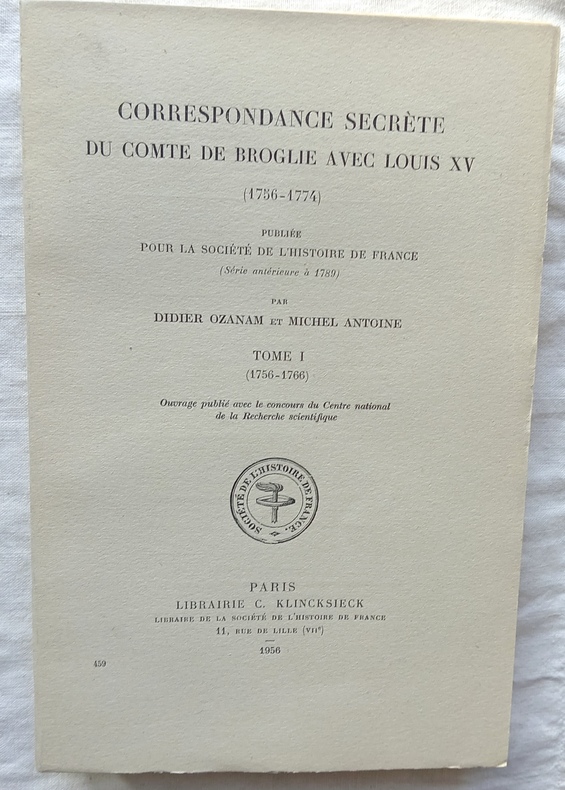 CORRESPONDANCE SECRÈTE
DU COMTE DE BROGLIE AVEC LOUIS XV
(1756-1774)
PUBLIÉE
POUR LA SOCIÉTÉ DE L'HISTOIRE DE FRANCE
(Série antérieure à 1789)
PAR
DIDIER OZANAM ET MICHEL ANTOINE
TOME I
(1756-1766)
Ouvrage publié avec le concours du Centre national
de la Recherche scientifique
SOCIÉTÉ DE L'HISTOIRE DE FRANCE.
PARIS
LIBRAIRIE C. KLINCKSIECK
LIBRAIRE DE LA SOCIÉTÉ DE L'HISTOIRE DE FRANCE
11, RUE DE LILLE (VIIe)
1956
459